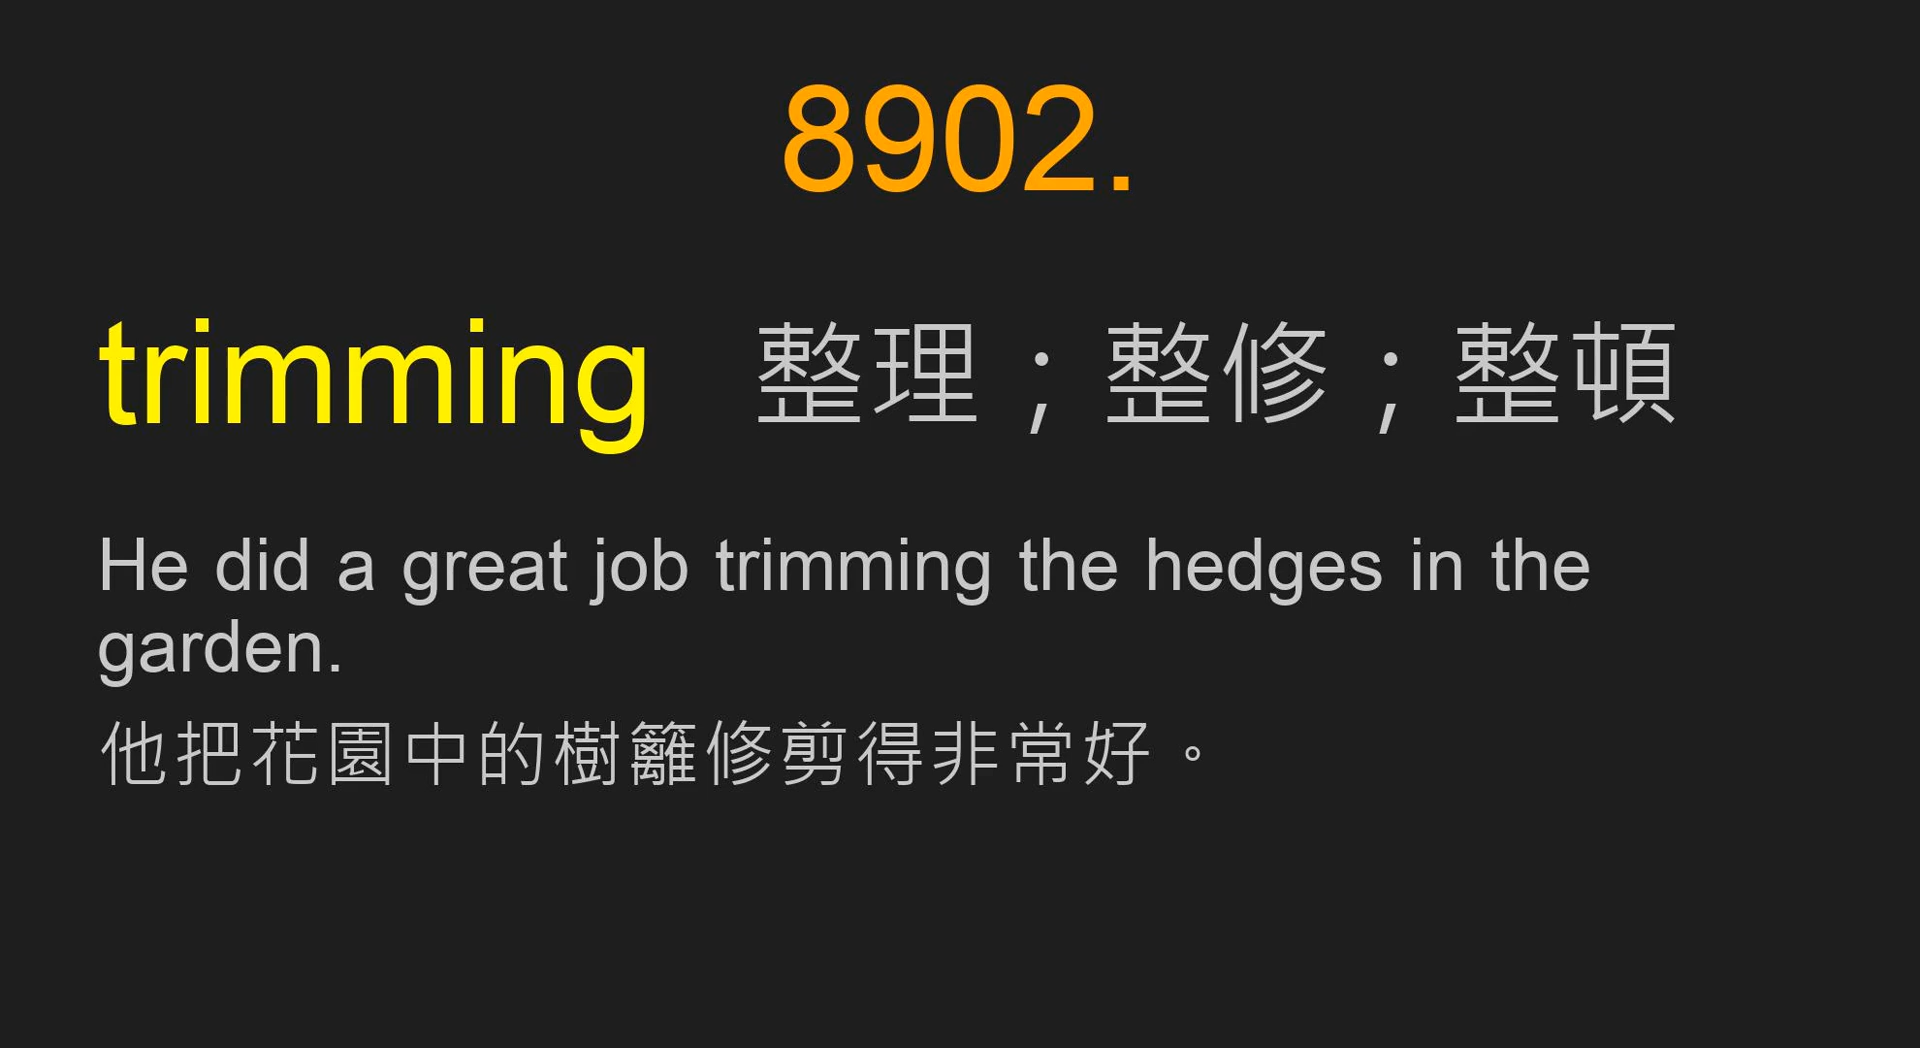 8902.
trimming 整理；整修；整頓
He did a great job trimming the hedges in the
garden.
他把花園中的樹籬修剪得非常好。